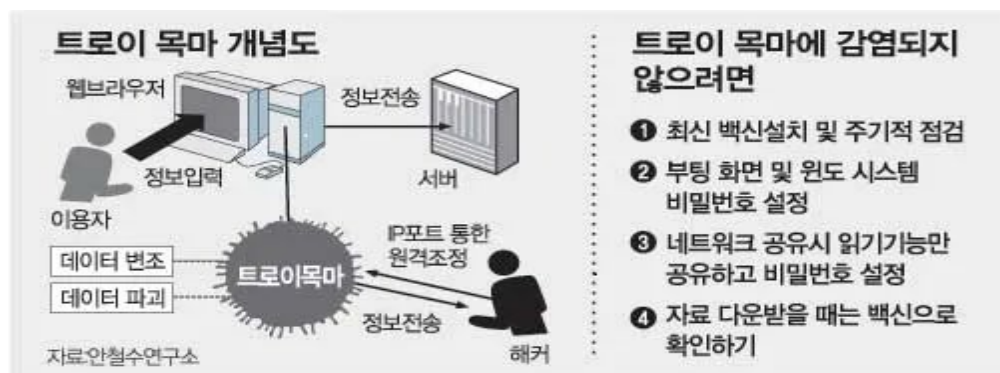 트로이 목마 개념도
웹브라우저
정보전송
정보입력
서버
이용자
IP포트 통한
원격조정
데이터 변조
트로이목마
데이터 파괴
정보전송
해커
자료:안철수연구소
트로이 목마에 감염되지
않으려면
❶ 최신 백신설치 및 주기적 점검
❷ 부팅 화면 및 윈도 시스템
비밀번호 설정
❸ 네트워크 공유시 읽기기능만
공유하고 비밀번호 설정
❹ 자료 다운받을 때는 백신으로
확인하기